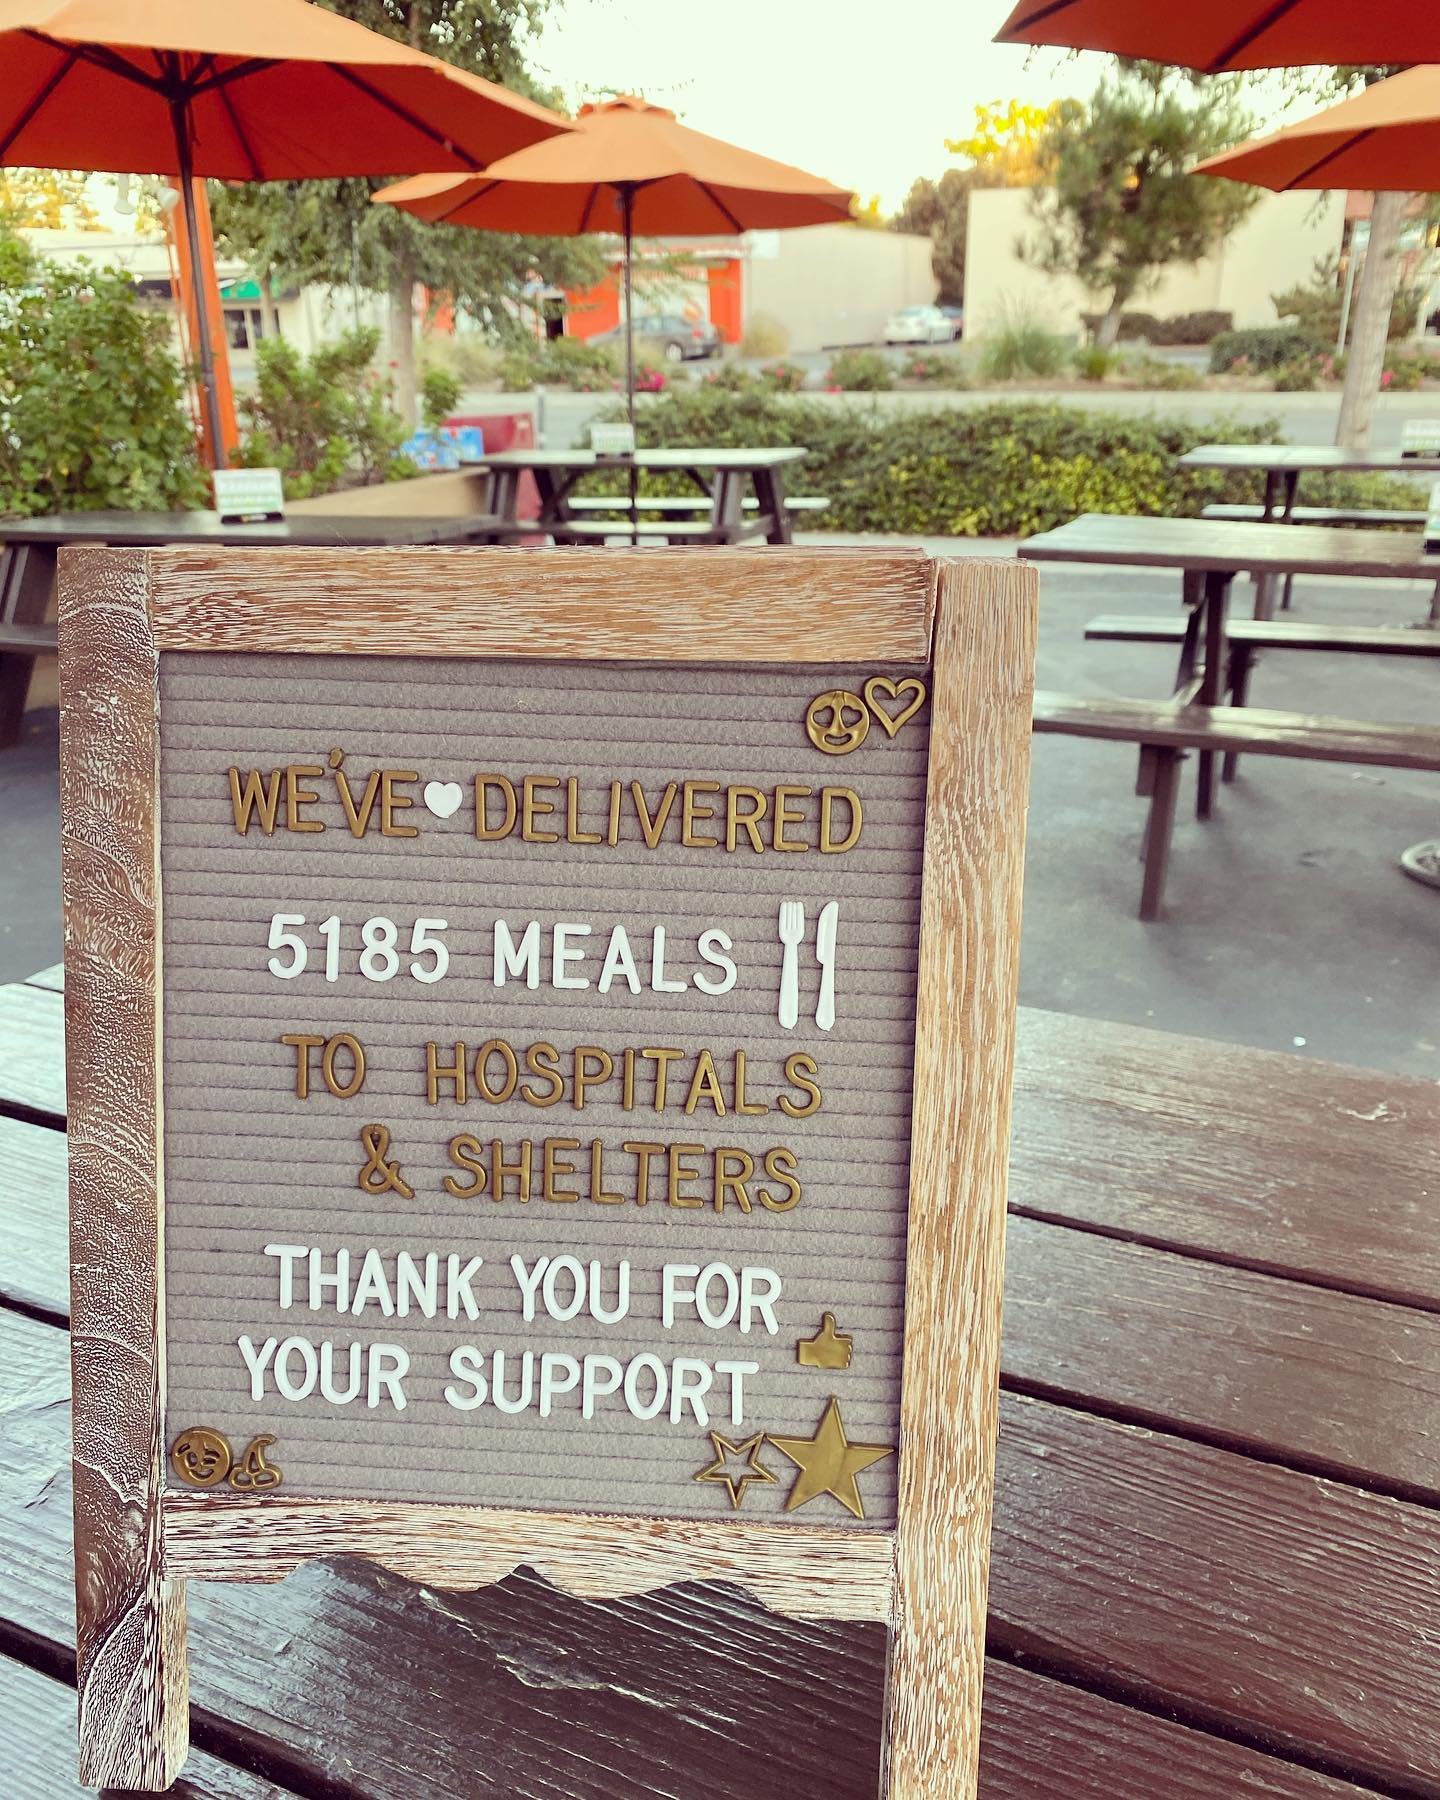 WE'VE DELIVERED
5185 MEALS
TO HOSPITALS
& SHELTERS
THANK YOU FOR
YOUR SUPPORT